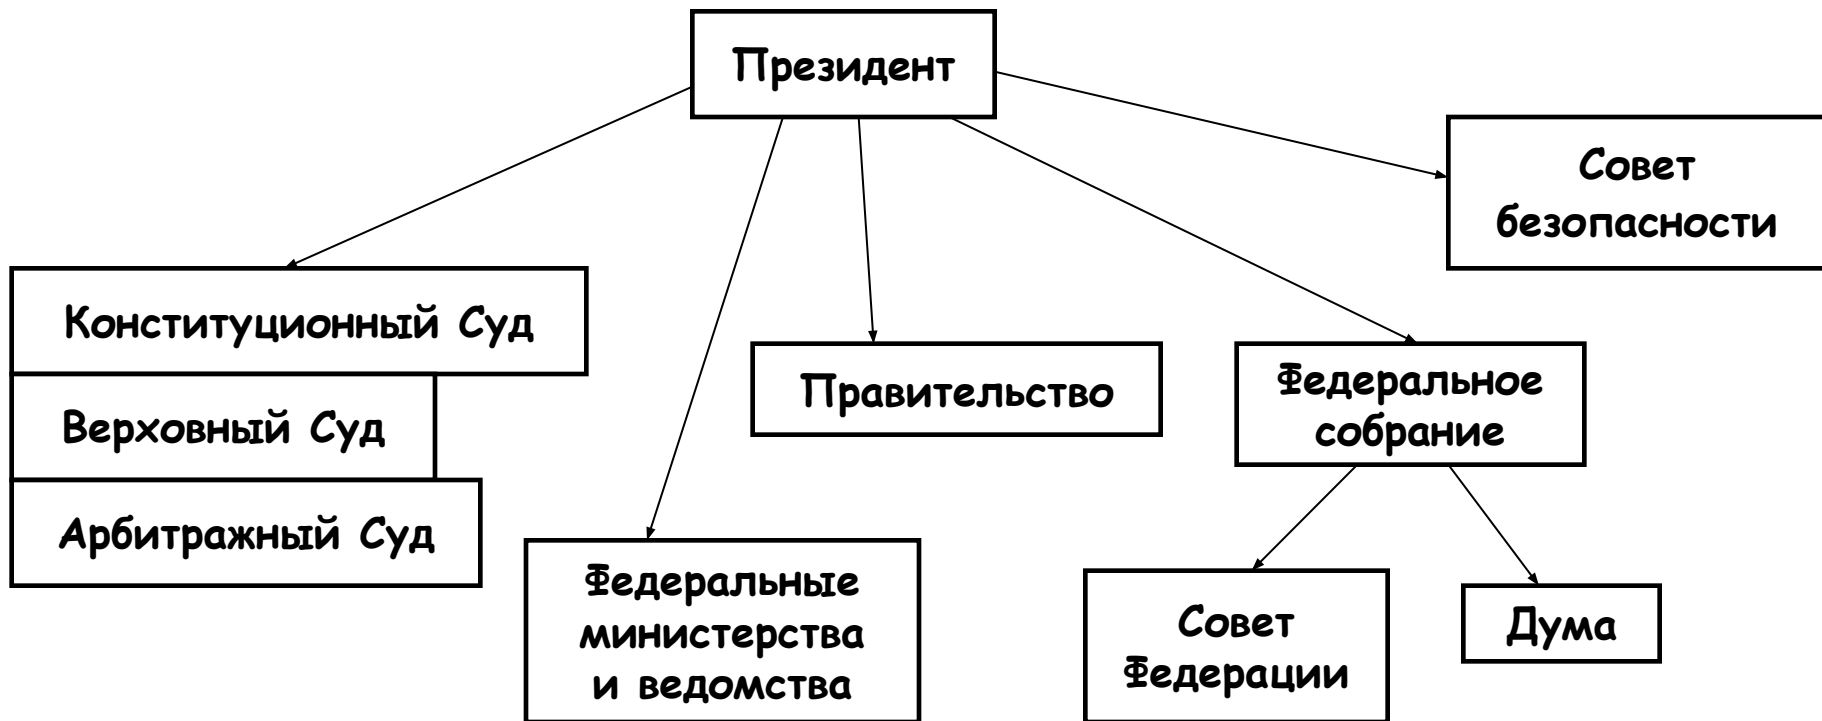 Президент
Совет
безопасности
Конституционный Суд
Верховный Суд
Арбитражный Суд
Правительство
Федеральное
собрание
Федеральные
министерства
и ведомства
Совет
Федерации
Дума